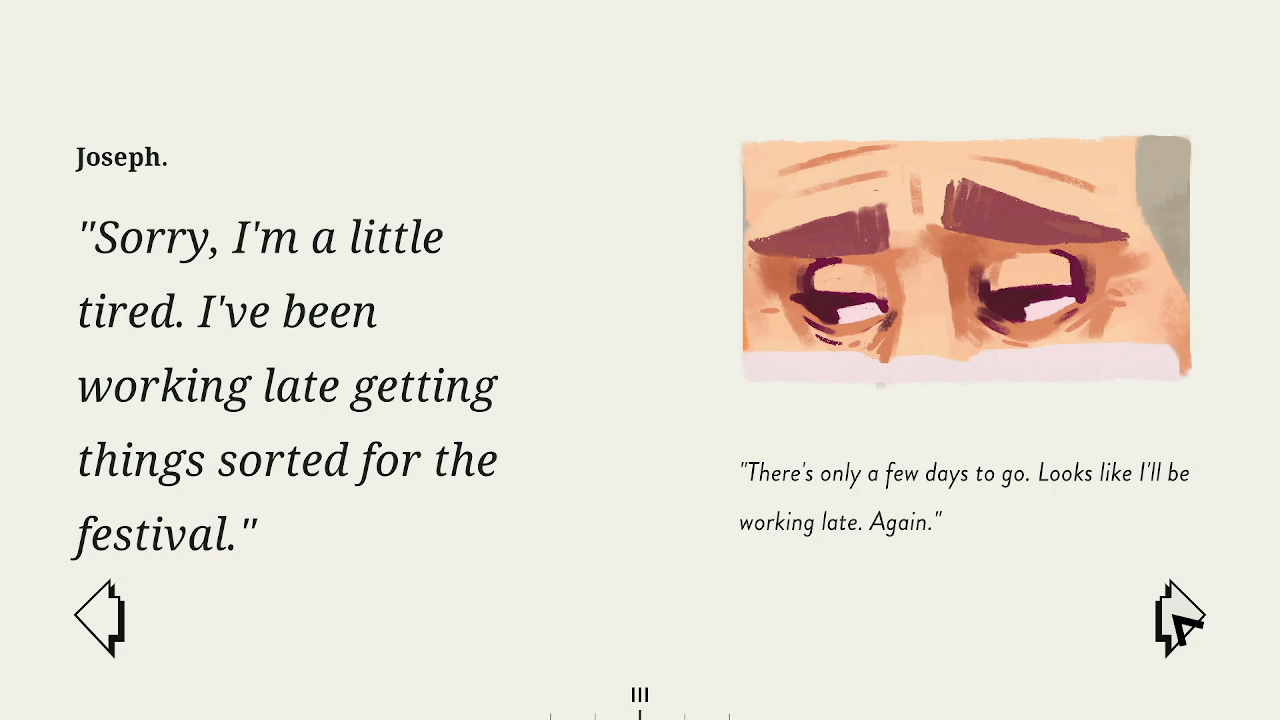 Joseph.
"Sorry, I'm a little
tired. I've been
working late getting
things sorted for the
festival."
"There's only a few days to go. Looks like I'll be
working late. Again."
III